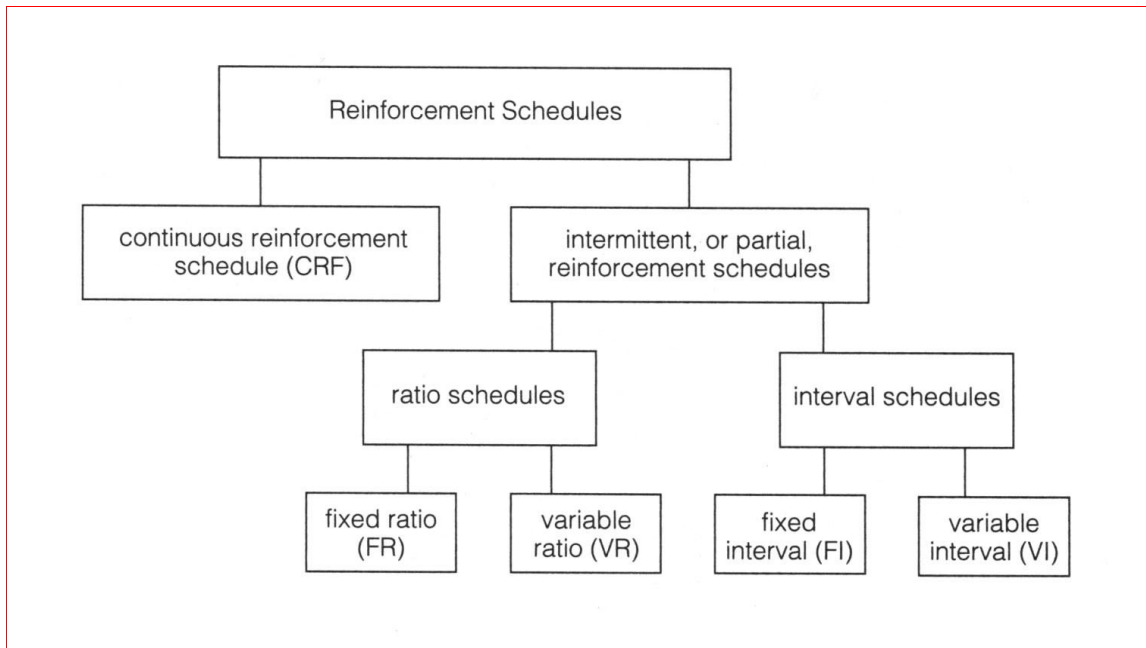 Reinforcement Schedules
continuous reinforcement
schedule (CRF)
intermittent, or partial,
reinforcement schedules
ratio schedules
interval schedules
fixed ratio
(FR)
variable
ratio (VR)
fixed
interval (FI)
variable
interval (VI)